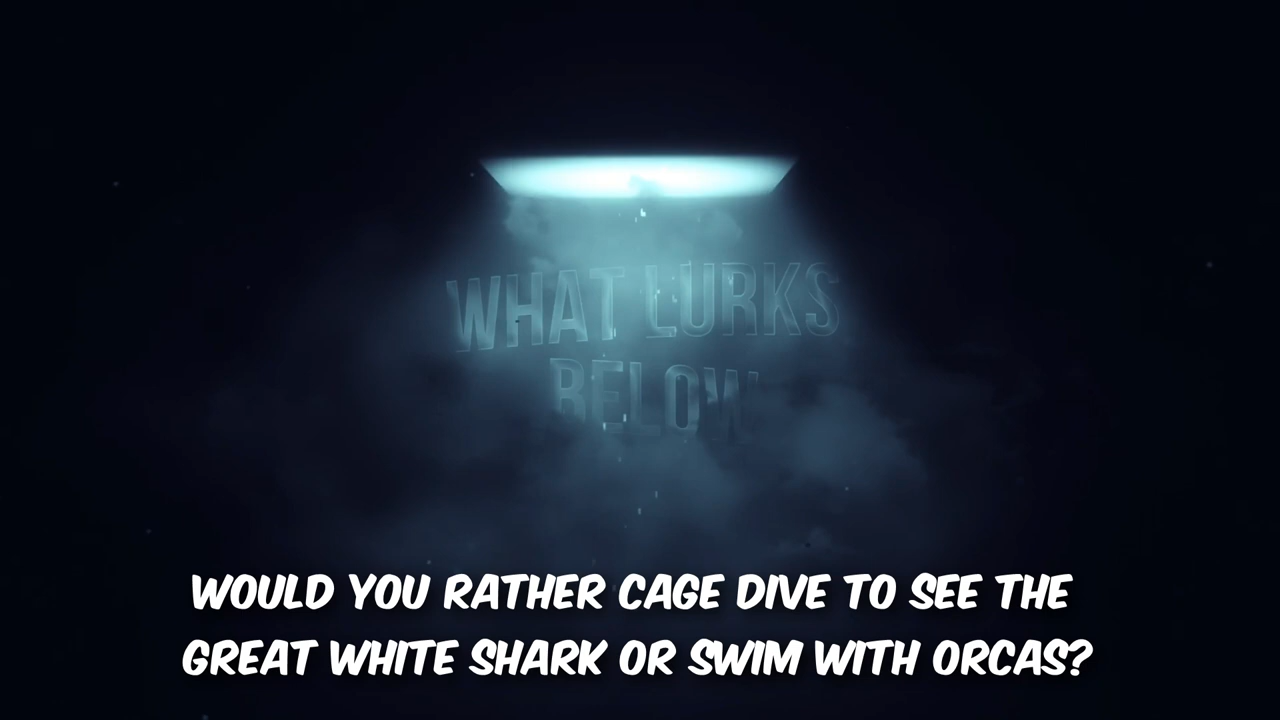 WHAT LURKS
BELOW
WOULD YOU RATHER CAGE DIVE TO SEE THE
GREAT WHITE SHARK OR SWIM WITH ORCAS?